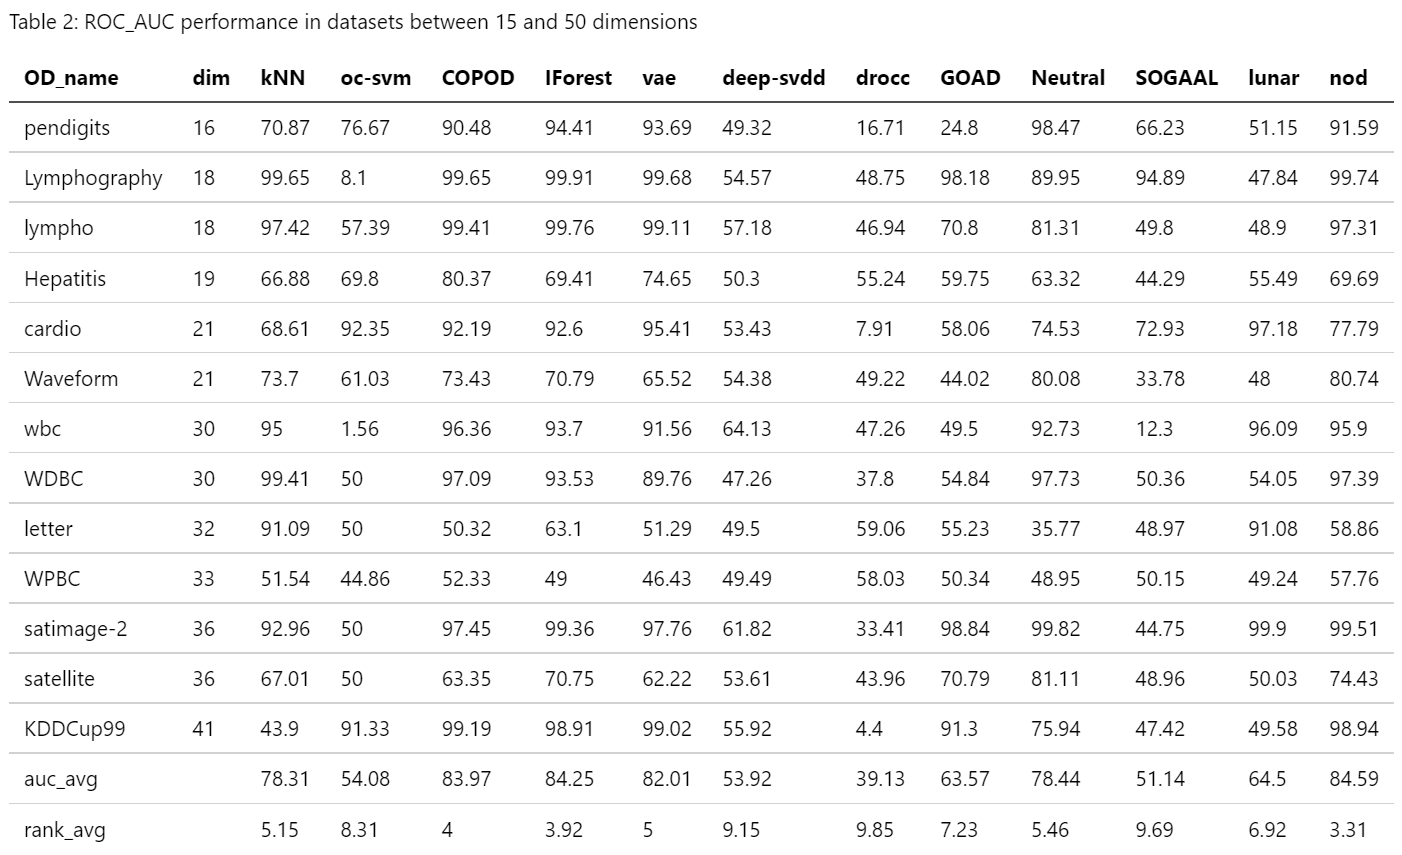 Table 2: ROC_AUC performance in datasets between 15 and 50 dimensions
OD_name dim kNN oc-svm COPOD IForest vae deep-svdd drocc GOAD Neutral SOGAAL lunar nod
pendigits 16 70.87 76.67 90.48 94.41 93.69 49.32 16.71 24.8 98.47 66.23 51.15 91.59
Lymphography 18 99.65 8.1 99.65 99.91 99.68 54.57 48.75 98.18 89.95 94.89 47.84 99.74
lympho 18 97.42 57.39 99.41 99.76 99.11 57.18 46.94 70.8 81.31 49.8 48.9 97.31
Hepatitis 19 66.88 69.8 80.37 69.41 74.65 50.3 55.24 59.75 63.32 44.29 55.49 69.69
cardio 21 68.61 92.35 92.19 92.6 95.41 53.43 7.91 58.06 74.53 72.93 97.18 77.79
Waveform 21 73.7 61.03 73.43 70.79 65.52 54.38 49.22 44.02 80.08 33.78 48 80.74
wbc 30 95 1.56 96.36 93.7 91.56 64.13 47.26 49.5 92.73 12.3 96.09 95.9
WDBC 30 99.41 50 97.09 93.53 89.76 47.26 37.8 54.84 97.73 50.36 54.05 97.39
letter 32 91.09 50 50.32 63.1 51.29 49.5 59.06 55.23 35.77 48.97 91.08 58.86
WPBC 33 51.54 44.86 52.33 49 46.43 49.49 58.03 50.34 48.95 50.15 49.24 57.76
satimage-2 36 92.96 50 97.45 99.36 97.76 61.82 33.41 98.84 99.82 44.75 99.9 99.51
satellite 36 67.01 50 63.35 70.75 62.22 53.61 43.96 70.79 81.11 48.96 50.03 74.43
KDDCup99 41 43.9 91.33 99.19 98.91 99.02 55.92 4.4 91.3 75.94 47.42 49.58 98.94
auc_avg 78.31 54.08 83.97 84.25 82.01 53.92 39.13 63.57 78.44 51.14 64.5 84.59
rank_avg 5.15 8.31 4 3.92 5 9.15 9.85 7.23 5.46 9.69 6.92 3.31